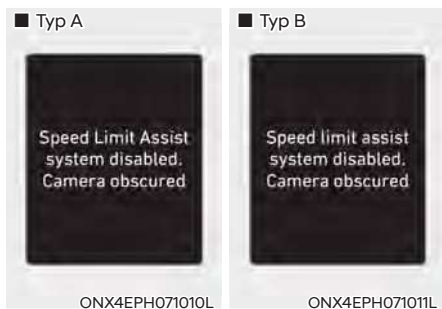 ■ Typ A
Speed Limit Assist
system disabled.
Camera obscured
ONX4EPH071010L
■ Typ B
Speed limit assist
system disabled.
Camera obscured
ONX4EPH071011L